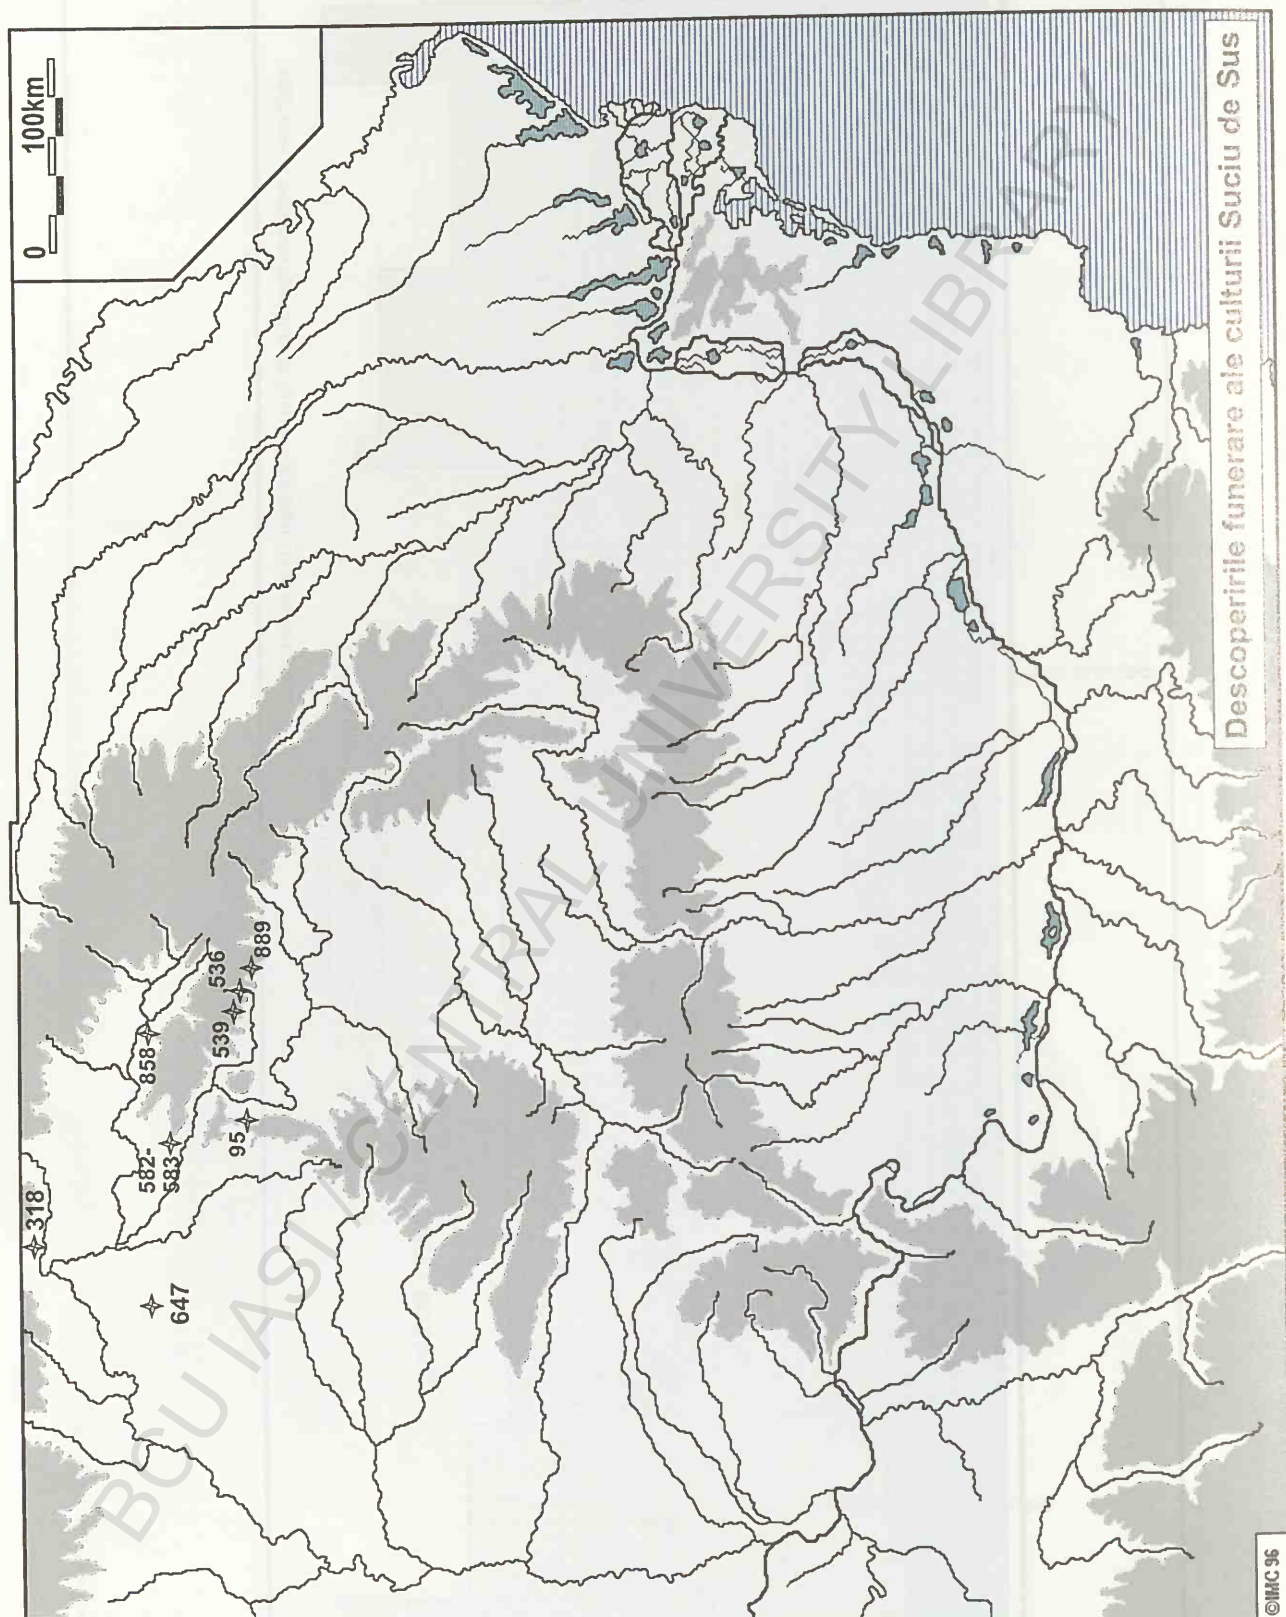 0 100km
318
858
582-
583
536
539
889
95
647
Descoperirile funerare ale culturii Suciu de Sus
©IMC 96
BCU IASI / CENTRAL UNIVERSITY LIBRARY